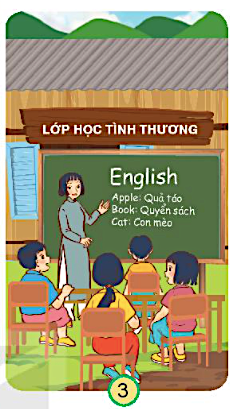 LỚP HỌC TÌNH THƯƠNG
English
Apple: Quả táo
Book: Quyển sách
Cat: Con mèo
3